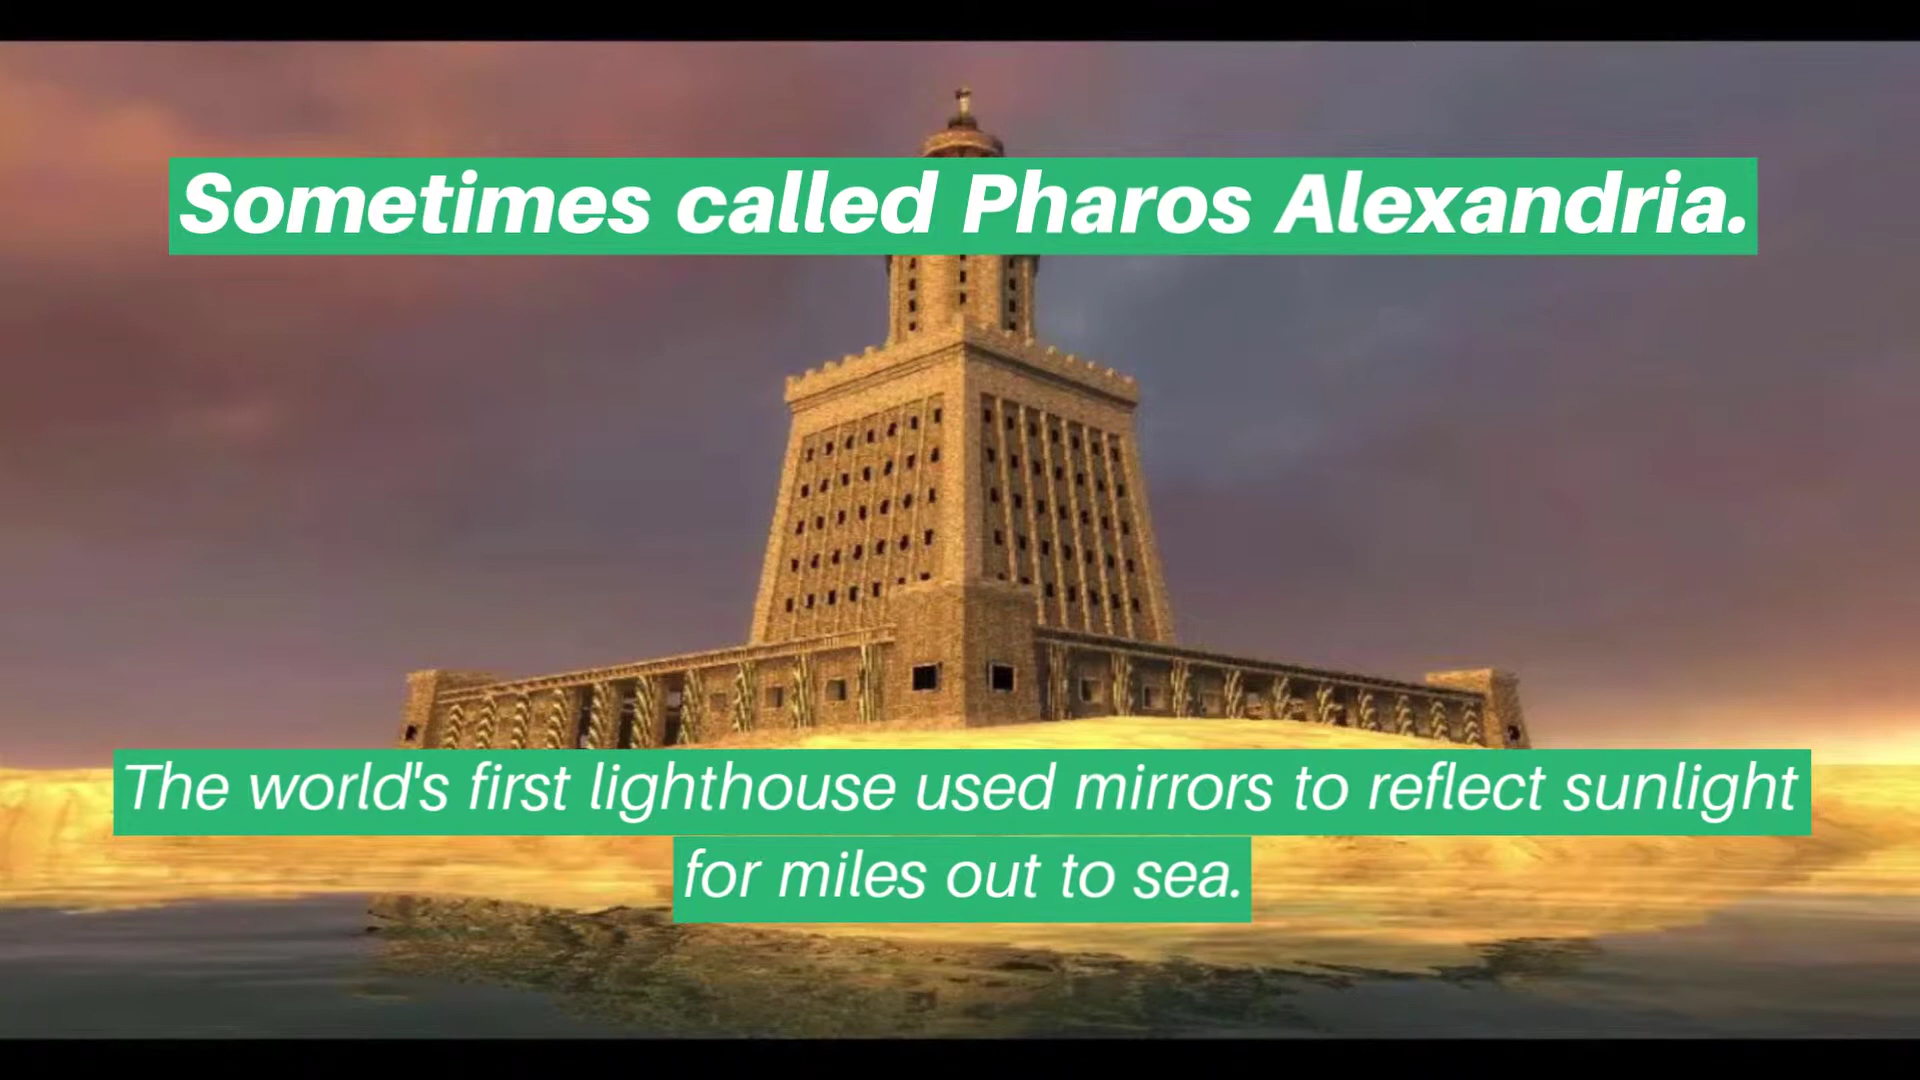 Sometimes called Pharos Alexandria.
The world's first lighthouse used mirrors to reflect sunlight
for miles out to sea.